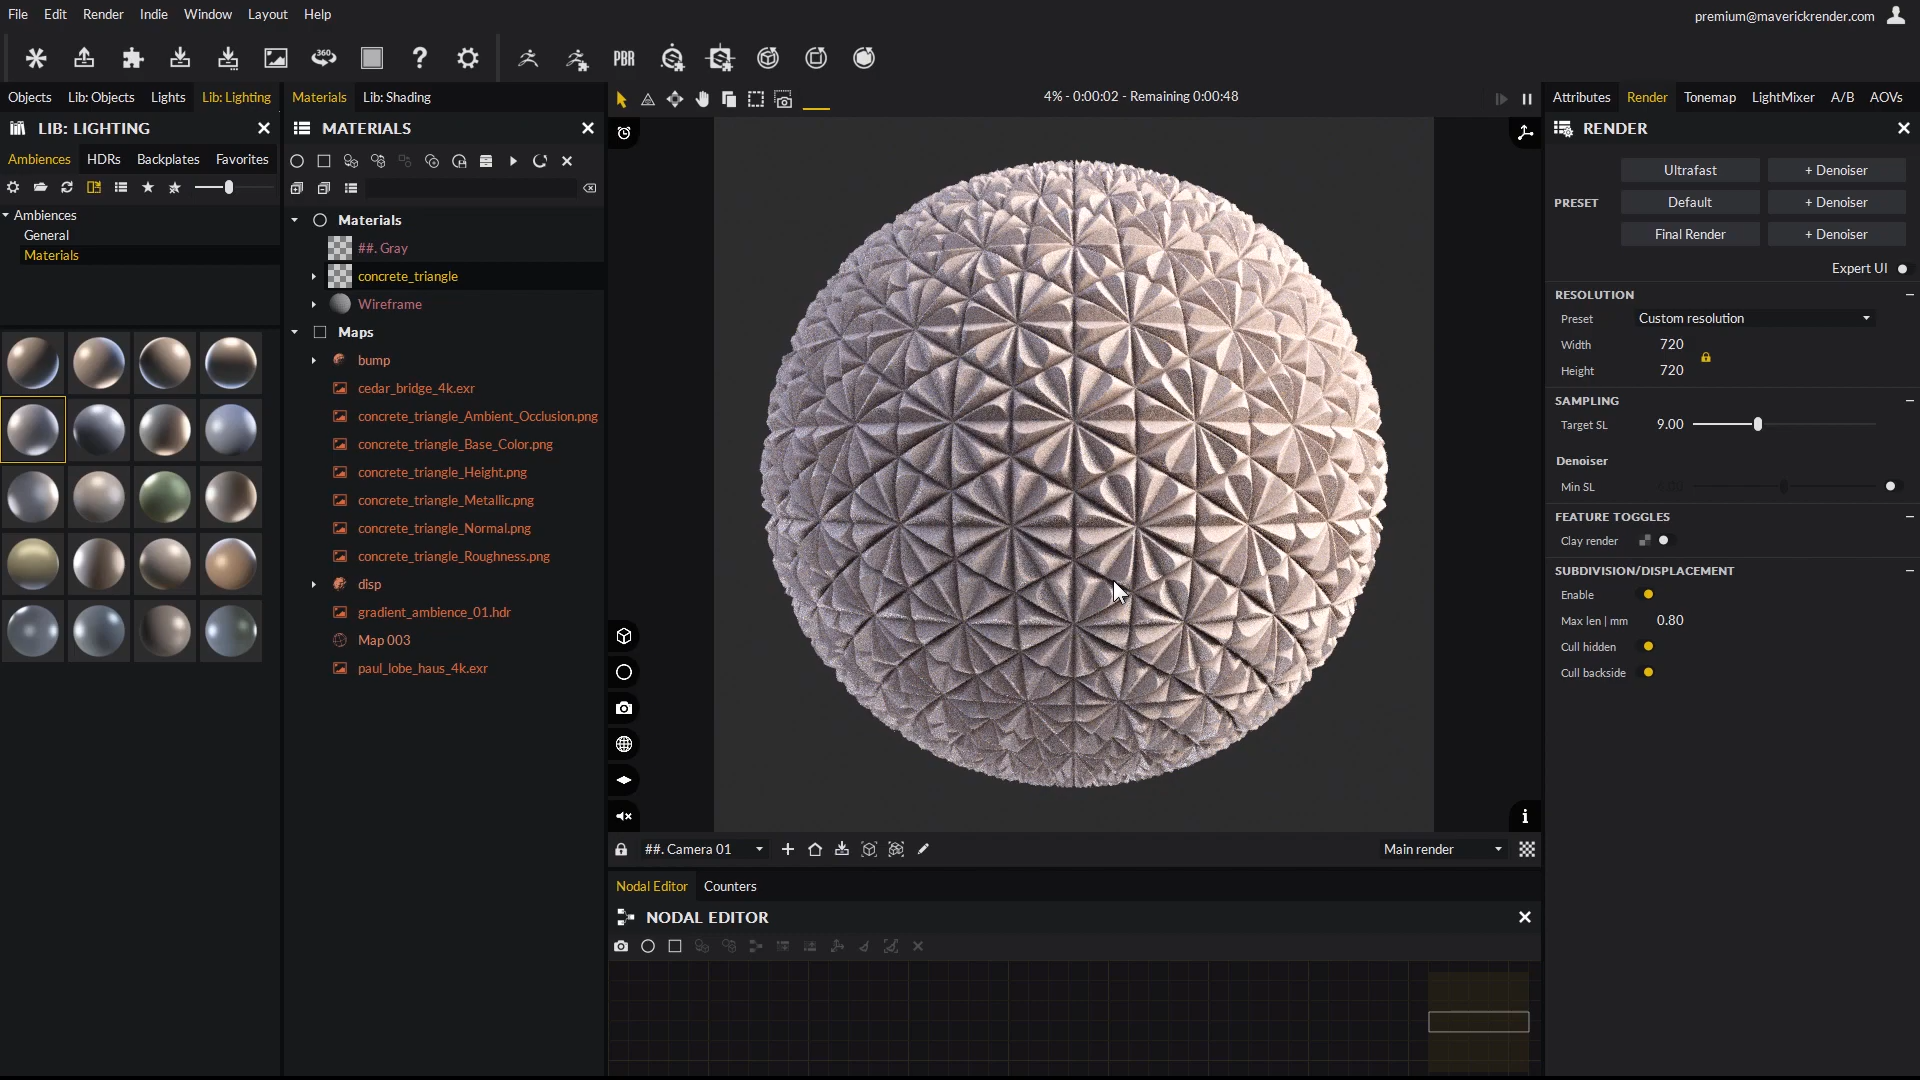 File Edit Render Indie Window Layout Help
premium@maverickrender.com
PBR
360
Objects Lib: Objects Lights Lib: Lighting
LIB: LIGHTING
Ambiences HDRs Backplates Favorites
Ambiences
General
Materials
Materials Lib: Shading
MATERIALS
Materials
##. Gray
concrete_triangle
Wireframe
Maps
bump
cedar_bridge_4k.exr
concrete_triangle_Ambient_Occlusion.png
concrete_triangle_Base_Color.png
concrete_triangle_Height.png
concrete_triangle_Metallic.png
concrete_triangle_Normal.png
concrete_triangle_Roughness.png
disp
gradient_ambience_01.hdr
Map 003
paul_lobe_haus_4k.exr
4% - 0:00:02 - Remaining 0:00:48
##. Camera 01
Main render
Nodal Editor Counters
NODAL EDITOR
Attributes Render Tonemap LightMixer A/B AOVs
RENDER
PRESET
Ultrafast + Denoiser
Default + Denoiser
Final Render + Denoiser
Expert UI
RESOLUTION
Preset Custom resolution
Width 720
Height 720
SAMPLING
Target SL 9.00
Denoiser
Min SL
FEATURE TOGGLES
Clay render
SUBDIVISION/DISPLACEMENT
Enable
Max len | mm 0.80
Cull hidden
Cull backside